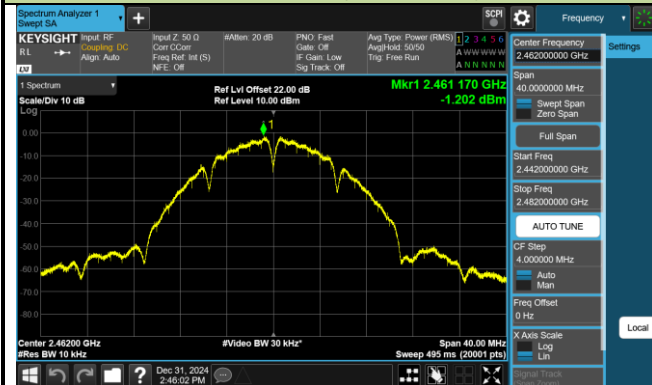 Spectrum Analyzer 1
Swept SA
+
SCPI
Frequency
KEYSIGHT
RL
LXI
Input: RF
Coupling: DC
Align: Auto
Input Z: 50 Ω
Corr CCorr
Freq Ref: Int (S)
NFE: Off
#Atten: 20 dB
PNO: Fast
Gate: Off
IF Gain: Low
Sig Track: Off
Avg Type: Power (RMS)
Avg|Hold: 50/50
Trig: Free Run
1 2 3 4 5 6
A W W W W W
A N N N N N
1 Spectrum
Scale/Div 10 dB
Log
Ref Lvl Offset 22.00 dB
Ref Level 10.00 dBm
Mkr1 2.461 170 GHz
-1.202 dBm
1
0.00
-10.0
-20.0
-30.0
-40.0
-50.0
-60.0
-70.0
-80.0
Center 2.46200 GHz
#Res BW 10 kHz
#Video BW 30 kHz*
Span 40.00 MHz
Sweep 495 ms (20001 pts)
Center Frequency
2.462000000 GHz
Span
40.0000000 MHz
Swept Span
Zero Span
Full Span
Start Freq
2.442000000 GHz
Stop Freq
2.482000000 GHz
AUTO TUNE
CF Step
4.000000 MHz
Auto
Man
Freq Offset
0 Hz
X Axis Scale
Log
Lin
Signal Track
Settings
Local
?
Dec 31, 2024
2:46:02 PM